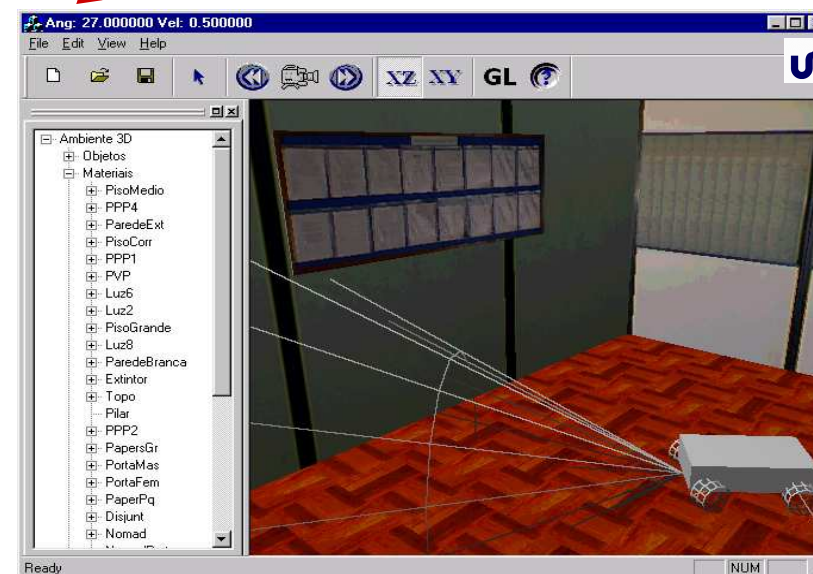 Ang: 27.000000 Vel: 0.500000
File Edit View Help
XZ XY GL ?
Ambiente 3D
Objetos
Materiais
PisoMedio
PPP4
ParedeExt
PisoCorr
PPP1
PVP
Luz6
Luz2
PisoGrande
Luz8
ParedeBranca
Extintor
Topo
Pilar
PPP2
PapersGr
PortaMas
PortaFem
PaperPq
Disjunt
Nomad
Ready NUM